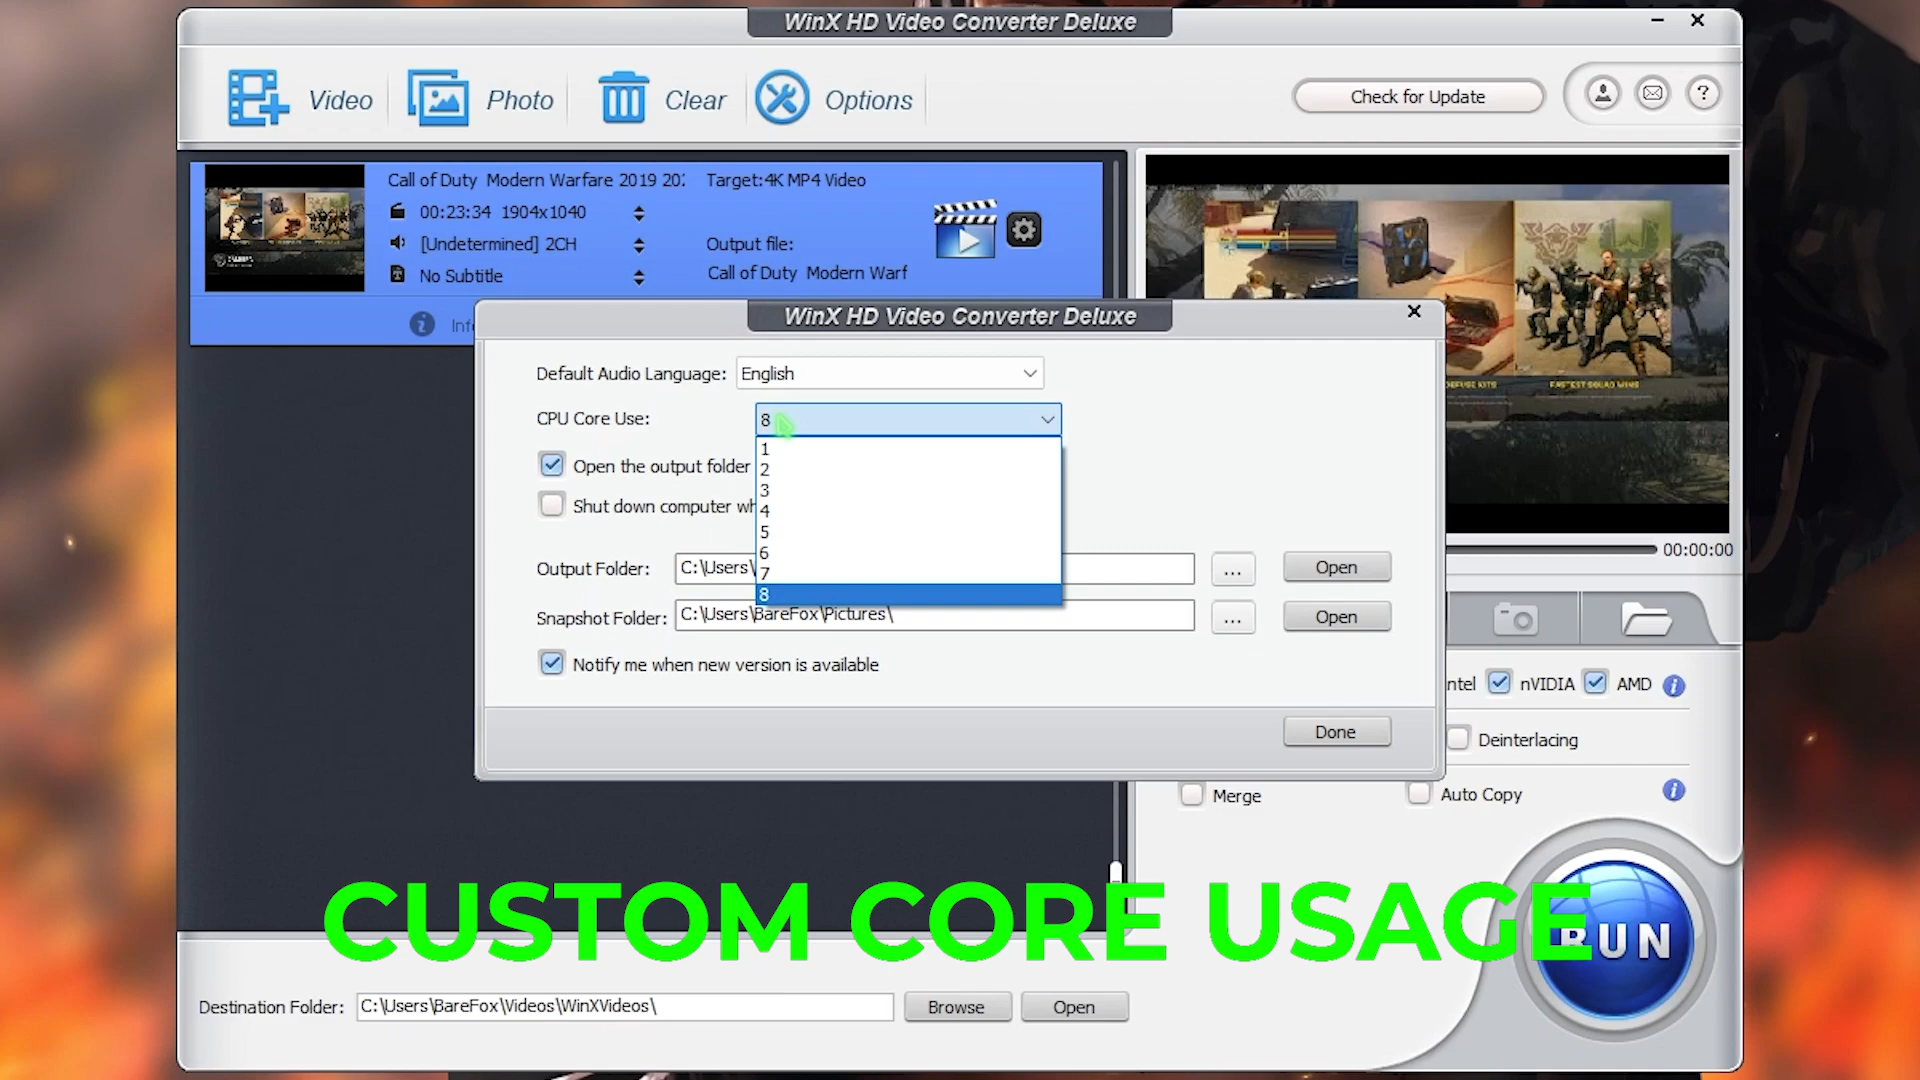 WinX HD Video Converter Deluxe
Video
Photo
Clear
Options
Check for Update
?
Call of Duty Modern Warfare 2019 20
Target:4K MP4 Video
00:23:34 1904x1040
[Undetermined] 2CH
Output file:
No Subtitle
Call of Duty Modern Warf
FASTEST SQUAD WINS
WinX HD Video Converter Deluxe
Default Audio Language: English
CPU Core Use: 8
1
2
3
4
5
6
7
8
Open the output folder
Shut down computer wh
Output Folder: C:\Users\
...
Open
Snapshot Folder: C:\Users\BareFox\Pictures\
...
Open
Notify me when new version is available
Done
00:00:00
ntel
nVIDIA
AMD
Deinterlacing
Merge
Auto Copy
CUSTOM CORE USAGE
RUN
Destination Folder: C:\Users\BareFox\Videos\WinXVideos\
Browse
Open